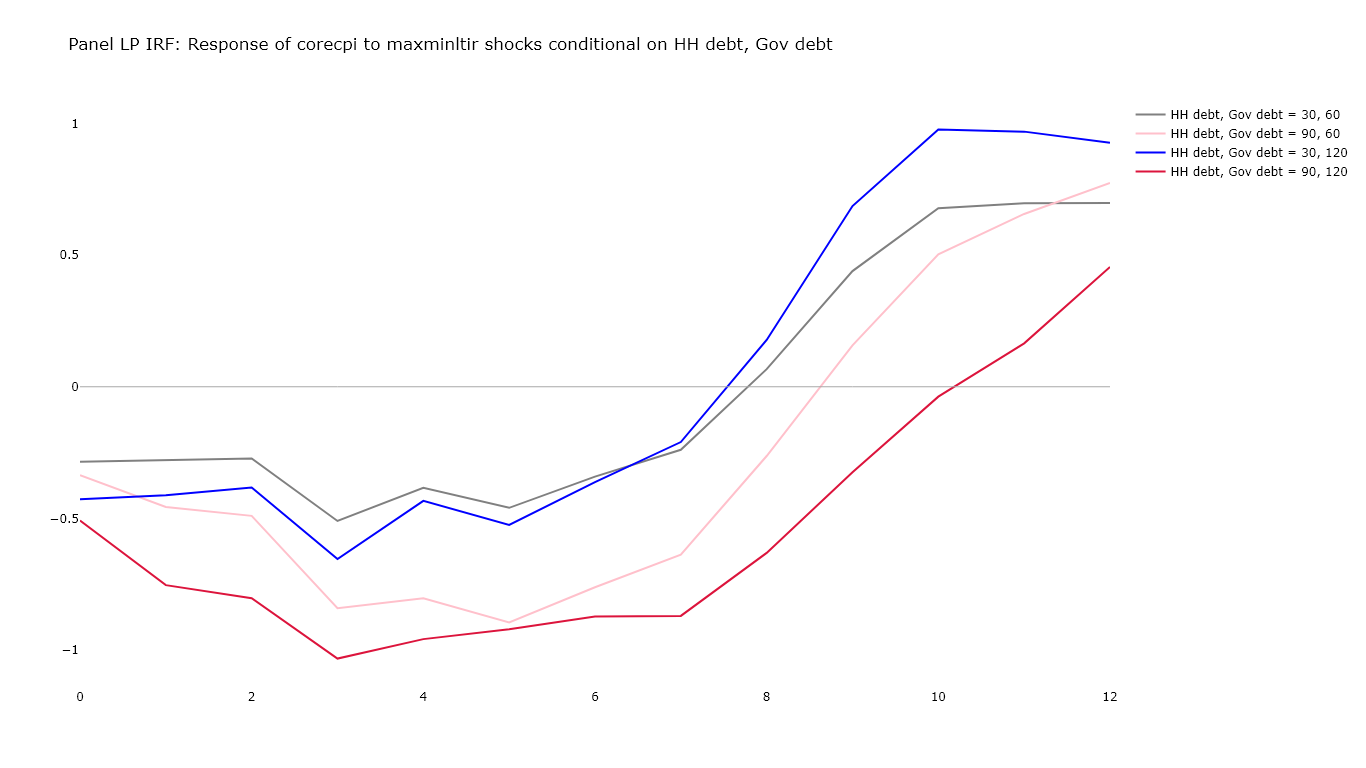 Panel LP IRF: Response of corecpi to maxminltir shocks conditional on HH debt, Gov debt
HH debt, Gov debt = 30, 60
HH debt, Gov debt = 90, 60
HH debt, Gov debt = 30, 120
HH debt, Gov debt = 90, 120
1
0.5
0
−0.5
−1
0 2 4 6 8 10 12